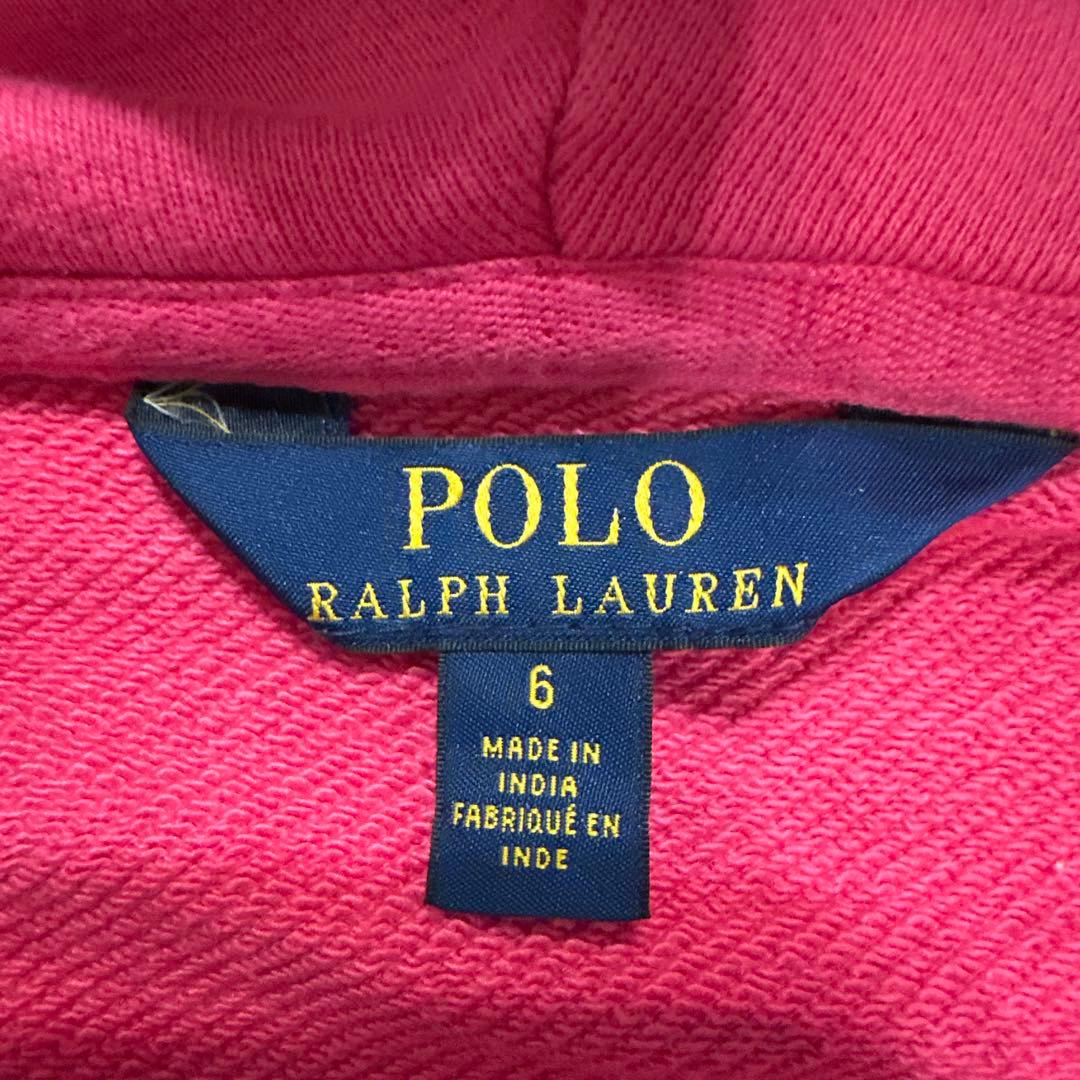 POLO
RALPH LAUREN
6
MADE IN
INDIA
FABRIQUÉ EN
INDE